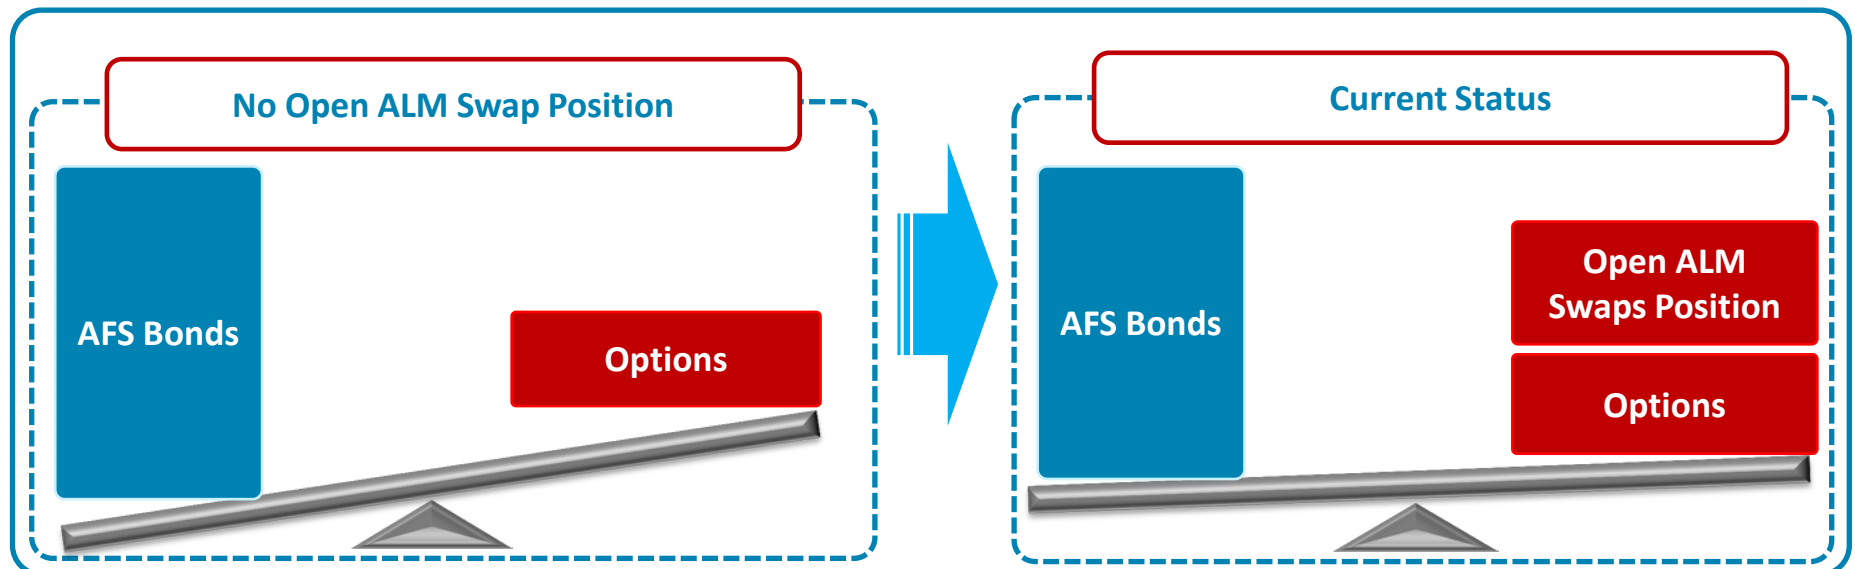 No Open ALM Swap Position
AFS Bonds
Options
Current Status
AFS Bonds
Open ALM
Swaps Position
Options